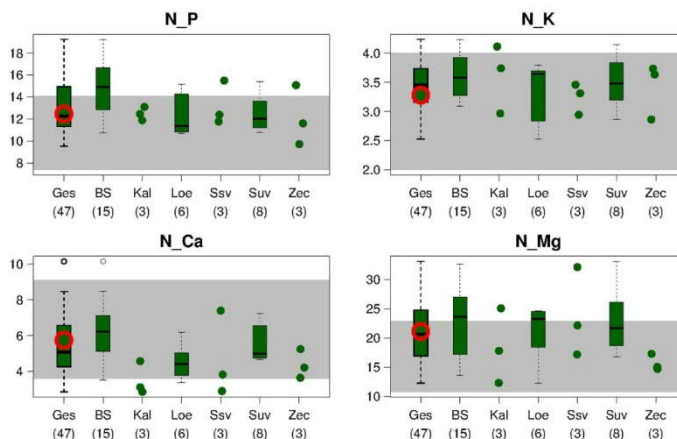 N_P
18
16
14
12
10
8
Ges BS Kal Loe Ssv Suv Zec
(47) (15) (3) (6) (3) (8) (3)
N_K
4.0
3.5
3.0
2.5
2.0
Ges BS Kal Loe Ssv Suv Zec
(47) (15) (3) (6) (3) (8) (3)
N_Ca
10
8
6
4
Ges BS Kal Loe Ssv Suv Zec
(47) (15) (3) (6) (3) (8) (3)
N_Mg
30
25
20
15
10
Ges BS Kal Loe Ssv Suv Zec
(47) (15) (3) (6) (3) (8) (3)